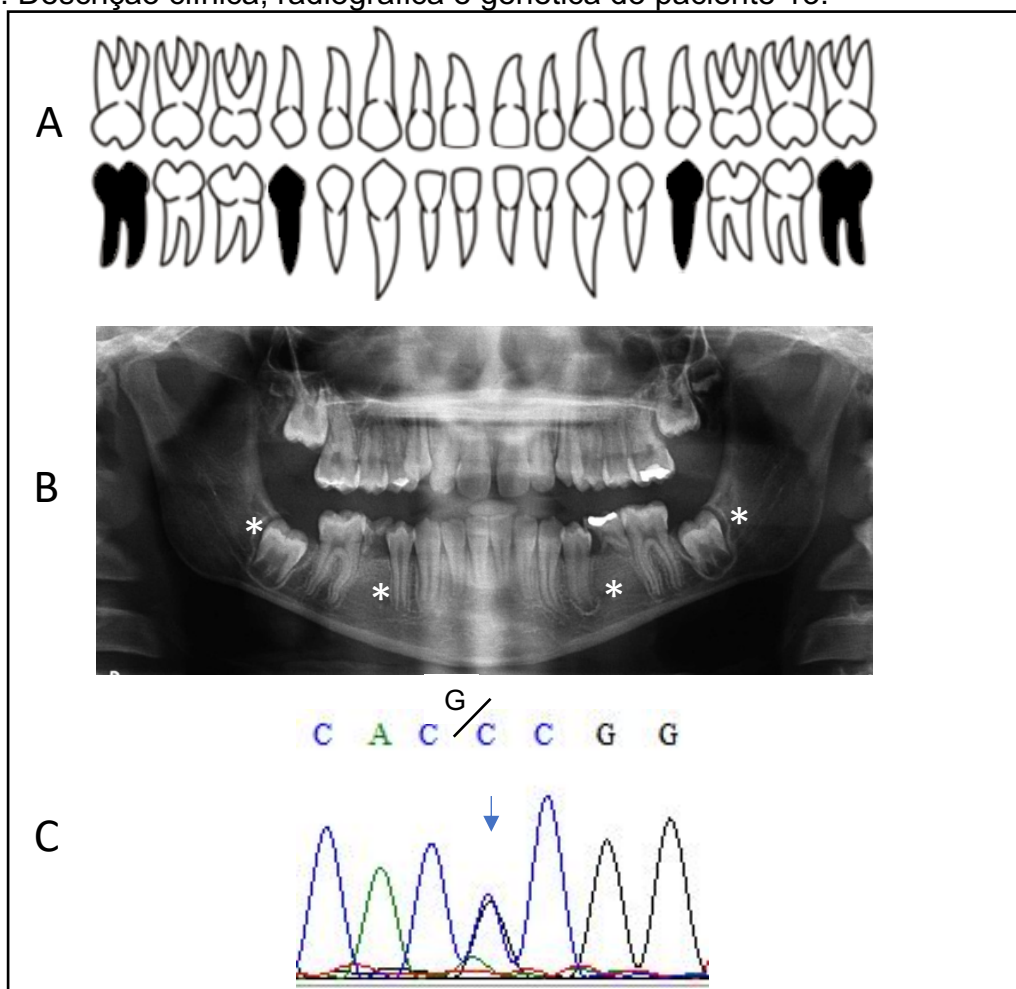 . Descrição clínica, radiográfica e genética do paciente
A
B
*
*
*
*
G
C A C / C C G G
C